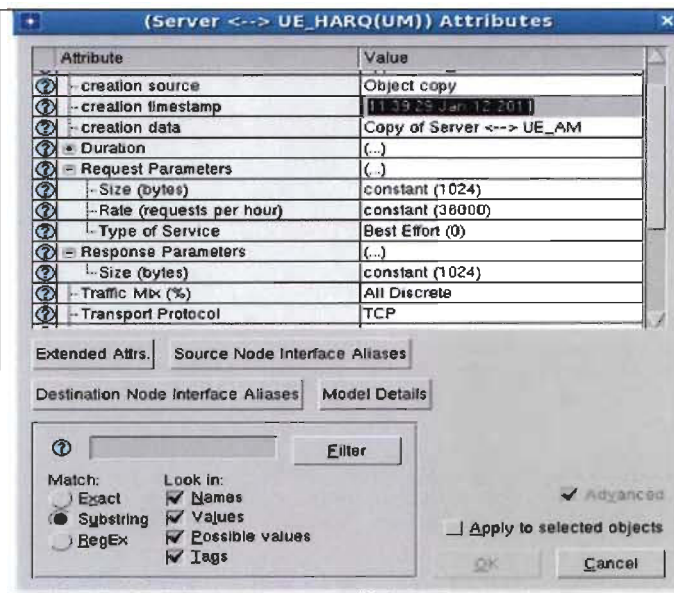 (Server <--> UE_HARQ(UM)) Attributes
Attribute Value
creation source Object copy
creation timestamp 11:39:29 Jan 12 2011
creation data Copy of Server <---> UE_AM
Duration (...)
Request Parameters (...)
Size (bytes) constant (1024)
Rate (requests per hour) constant (36000)
Type of Service Best Effort (0)
Response Parameters (...)
Size (bytes) constant (1024)
Traffic Mix (%) All Discrete
Transport Protocol TCP
Extended Attrs. Source Node Interface Aliases
Destination Node Interface Aliases Model Details
Filter
Match: Look in:
Exact Names
Substring Values
RegEx Possible values
Tags
Advanced
Apply to selected objects
OK Cancel